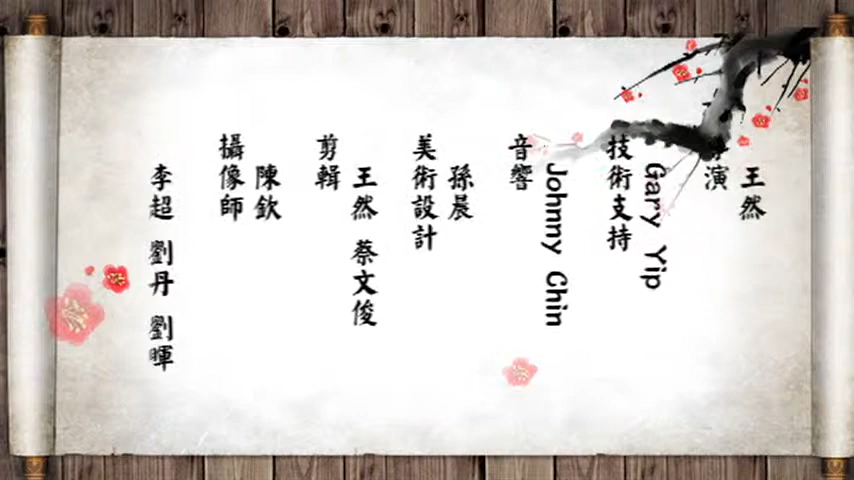 王然
演
Gary Yip
技術支持
Johnny Chin
音響
孫晨
美術設計
王然 蔡文俊
剪輯
陳欽
攝像師
李超 劉丹 劉暉